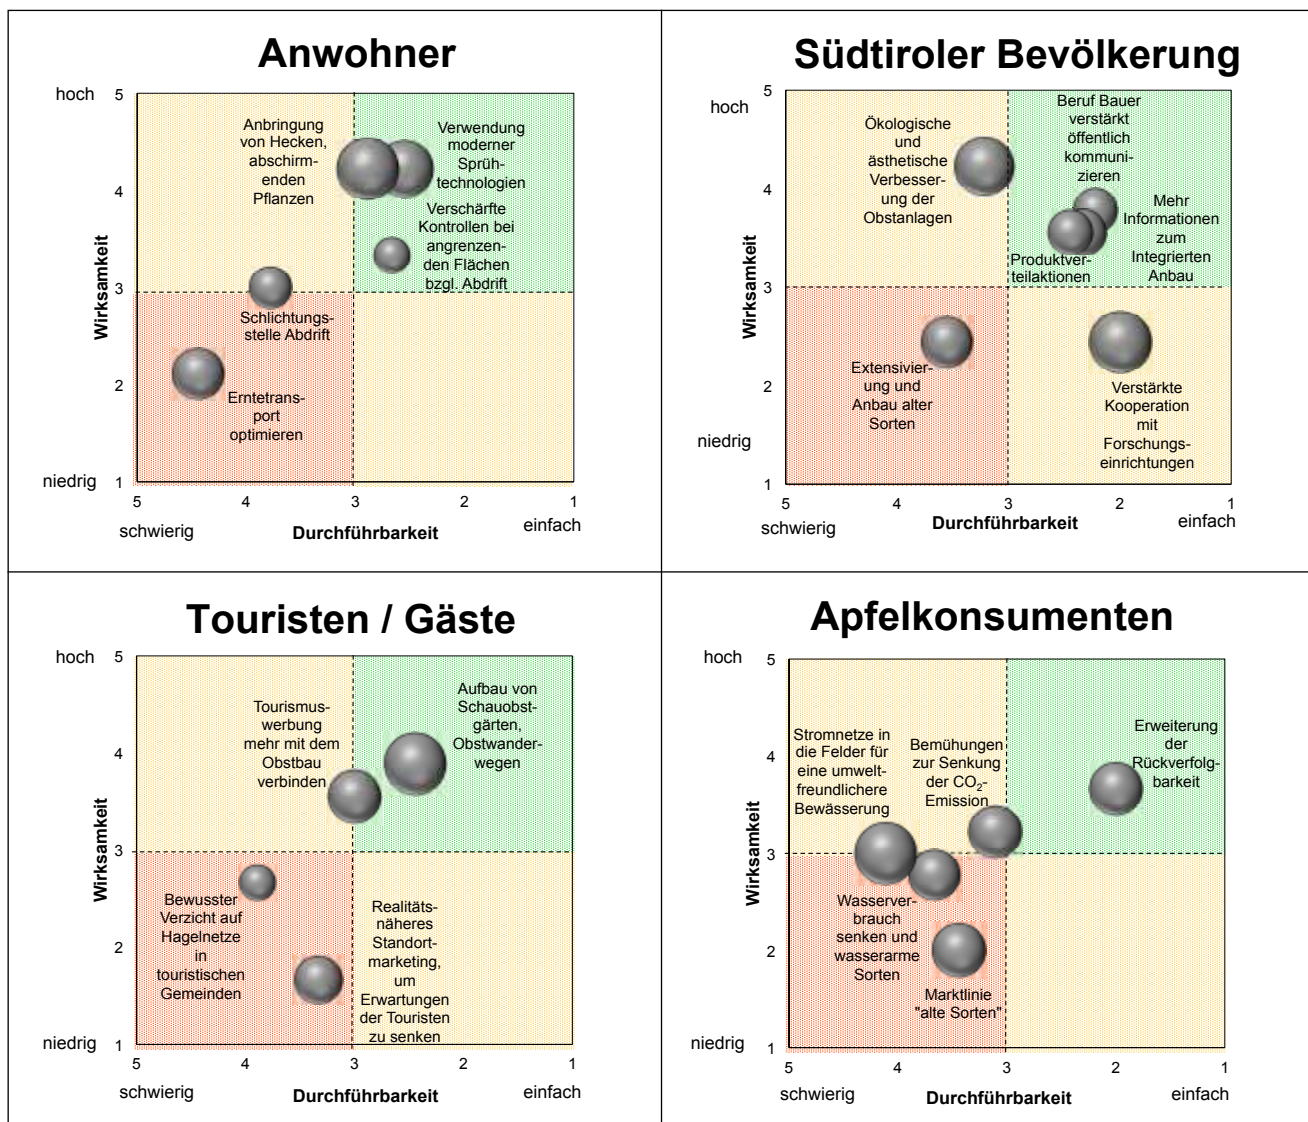 Anwohner
hoch
5
4
3
2
1
niedrig
Wirksamkeit
Anbringung
von Hecken,
abschirm-
enden
Pflanzen
Verwendung
moderner
Sprüh-
technologien
Verschärfte
Kontrollen bei
angrenzen-
den Flächen
bzgl. Abdrift
Schlichtungs-
stelle Abdrift
Erntetrans-
port
optimieren
5
4
3
2
1
schwierig
Durchführbarkeit
einfach
Südtiroler Bevölkerung
hoch
5
4
3
2
1
niedrig
Wirksamkeit
Ökologische
und
ästhetische
Verbesser-
ung der
Obstanlagen
Beruf Bauer
verstärkt
öffentlich
kommuni-
zieren
Mehr
Informationen
zum
Integrierten
Anbau
Produktver-
teilaktionen
Extensivier-
ung und
Anbau alter
Sorten
Verstärkte
Kooperation
mit
Forschungs-
einrichtungen
5
4
3
2
1
schwierig
Durchführbarkeit
einfach
Touristen / Gäste
hoch
5
4
3
2
1
niedrig
Wirksamkeit
Tourismus-
werbung
mehr mit dem
Obstbau
verbinden
Aufbau von
Schauobst-
gärten,
Obstwander-
wegen
Bewusster
Verzicht auf
Hagelnetze
in
touristischen
Gemeinden
Realitäts-
näheres
Standort-
marketing,
um
Erwartungen
der Touristen
zu senken
5
4
3
2
1
schwierig
Durchführbarkeit
einfach
Apfelkonsumenten
hoch
5
4
3
2
1
niedrig
Wirksamkeit
Stromnetze in
die Felder für
eine umwelt-
freundlichere
Bewässerung
Bemühungen
zur Senkung
der CO₂-
Emission
Erweiterung
der
Rückverfolg-
barkeit
Wasserver-
brauch
senken und
wasserarme
Sorten
Marktlinie
"alte Sorten"
5
4
3
2
1
schwierig
Durchführbarkeit
einfach